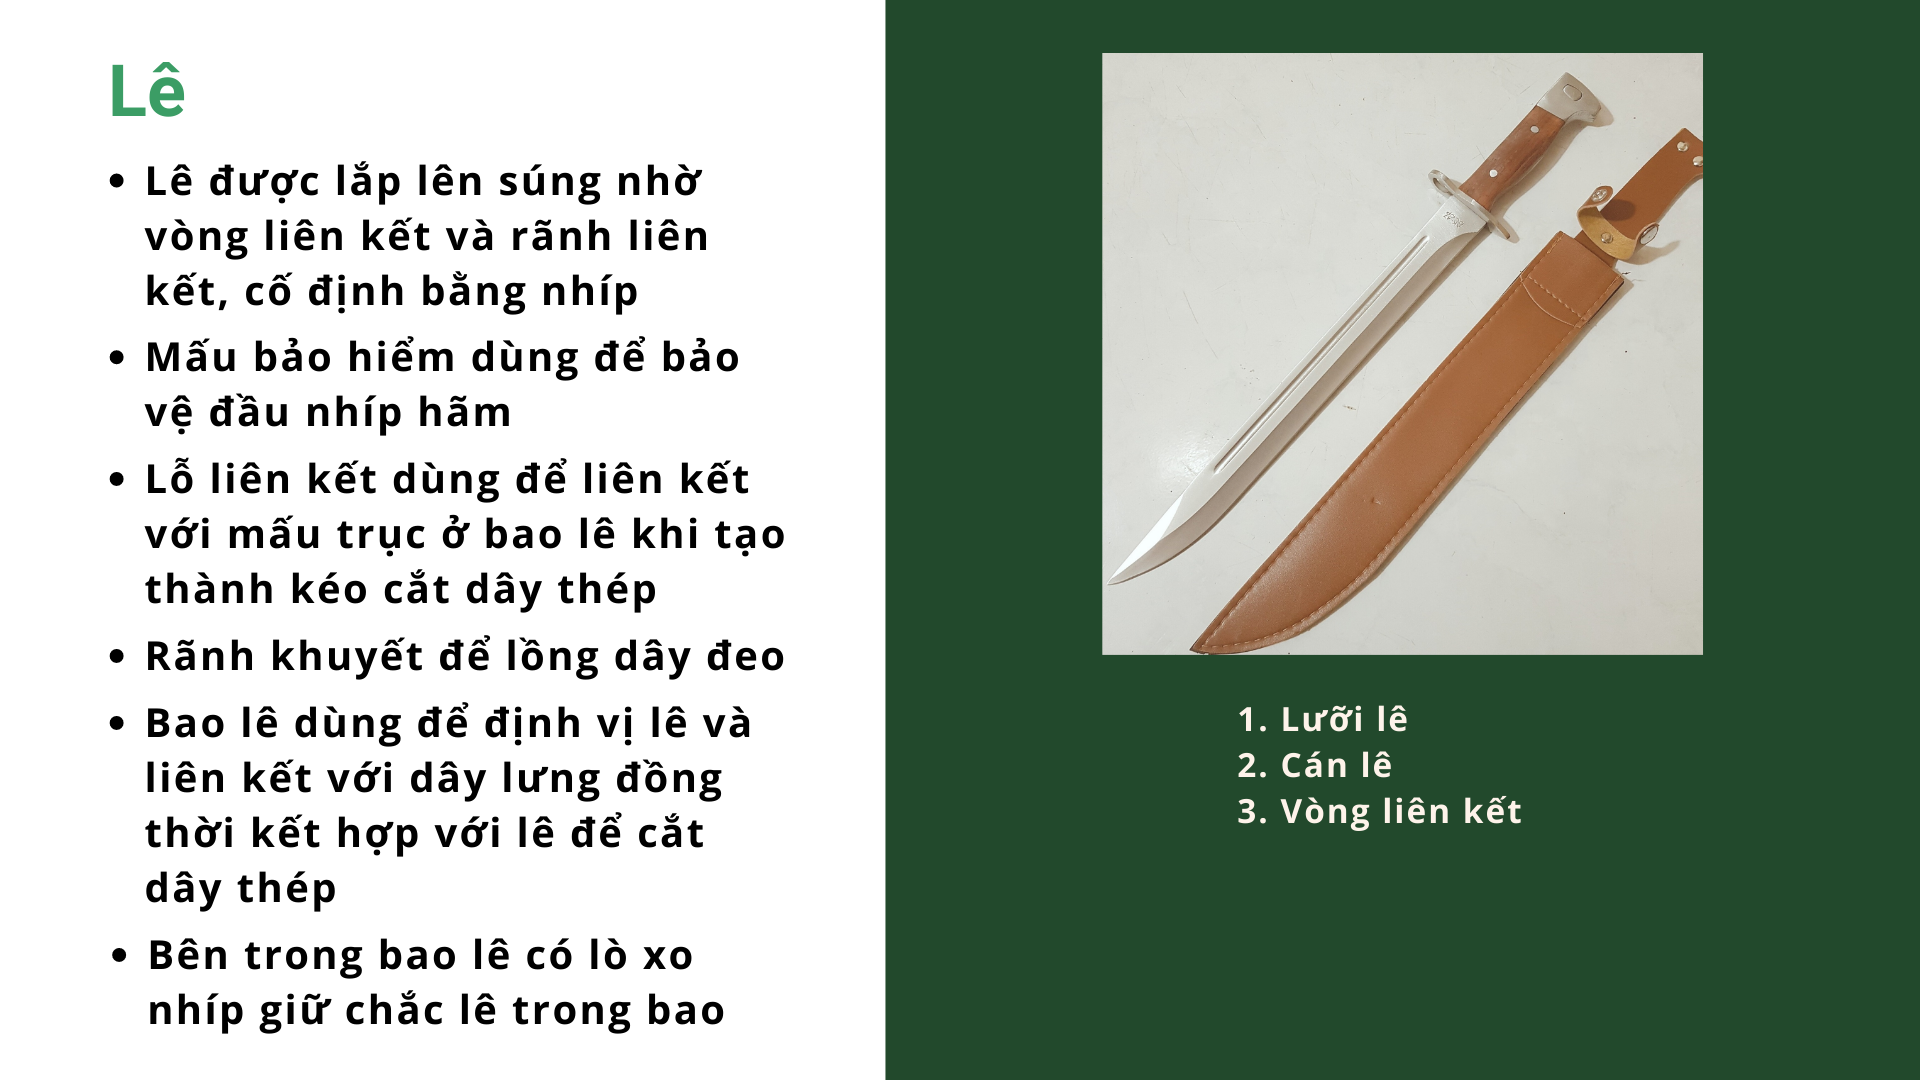 Lê
• Lê được lắp lên súng nhờ
vòng liên kết và rãnh liên
kết, cố định bằng nhíp
• Mấu bảo hiểm dùng để bảo
vệ đầu nhíp hãm
• Lỗ liên kết dùng để liên kết
với mấu trục ở bao lê khi tạo
thành kéo cắt dây thép
• Rãnh khuyết để lồng dây đeo
• Bao lê dùng để định vị lê và
liên kết với dây lưng đồng
thời kết hợp với lê để cắt
dây thép
• Bên trong bao lê có lò xo
nhíp giữ chắc lê trong bao
1. Lưỡi lê
2. Cán lê
3. Vòng liên kết